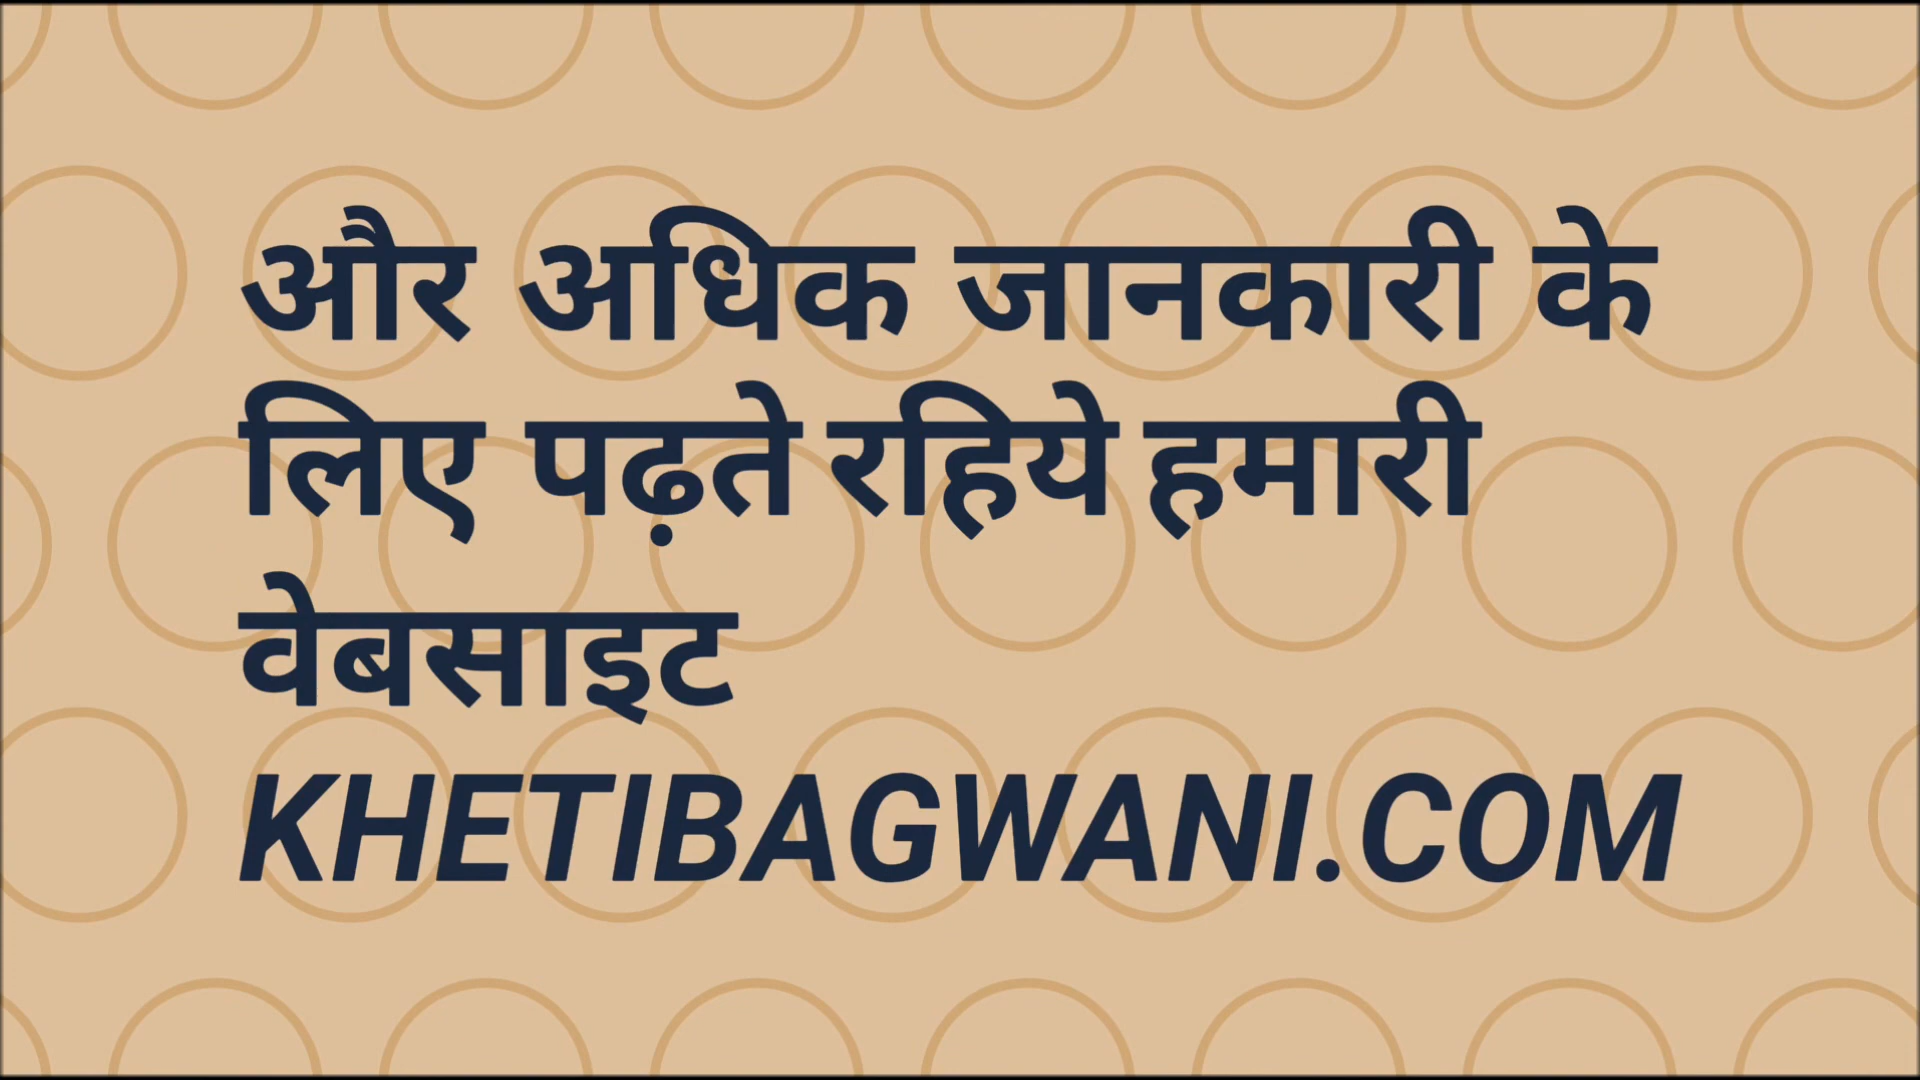 और अधिक जानकारी के
लिए पढ़ते रहिये हमारी
वेबसाइट
KHETIBAGWANI.COM